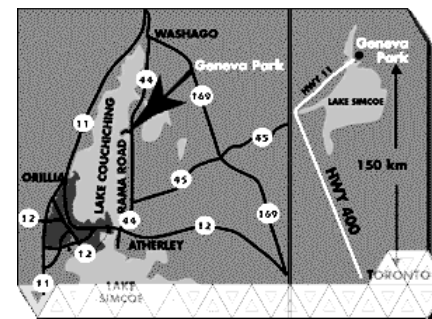 WASHAGO
44
Geneva Park
169
11
45
LAKE COUCHICHING
RAMA ROAD
ORILLIA
45
12
44
12
169
12
ATHERLEY
11
LAKE
SIMCOE
Geneva
Park
HWY 11
LAKE SIMCOE
150 km
HWY 400
TORONTO